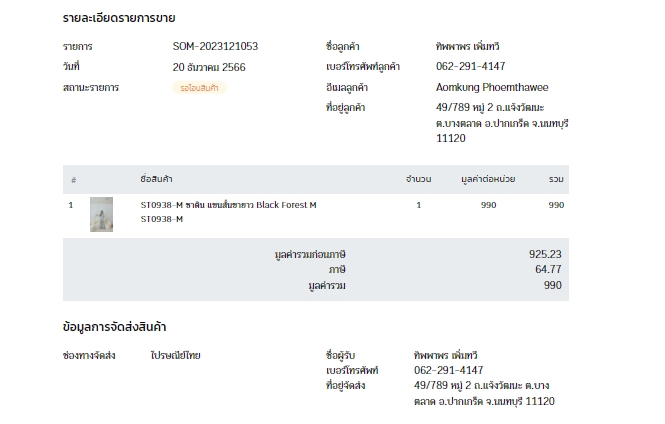 รายละเอียดรายการขาย
รายการ SOM-2023121053 ชื่อลูกค้า ทิพพาพร เพิ่มทวี
วันที่ 20 ธันวาคม 2566 เบอร์โทรศัพท์ลูกค้า 062-291-4147
สถานะรายการ รอโอนสินค้า อีเมลลูกค้า Aomkung Phoemthawee
ที่อยู่ลูกค้า 49/789 หมู่ 2 ถ.แจ้งวัฒนะ
ต.บางตลาด อ.ปากเกร็ด จ.นนทบุรี
11120
# ชื่อสินค้า จำนวน มูลค่าต่อหน่วย รวม
1 ST0938-M ซาติน แขนสั้นขายาว Black Forest M 1 990 990
ST0938-M
มูลค่ารวมก่อนภาษี 925.23
ภาษี 64.77
มูลค่ารวม 990
ข้อมูลการจัดส่งสินค้า
ช่องทางจัดส่ง ไปรษณีย์ไทย ชื่อผู้รับ ทิพพาพร เพิ่มทวี
เบอร์โทรศัพท์ 062-291-4147
ที่อยู่จัดส่ง 49/789 หมู่ 2 ถ.แจ้งวัฒนะ ต.บาง
ตลาด อ.ปากเกร็ด จ.นนทบุรี 11120